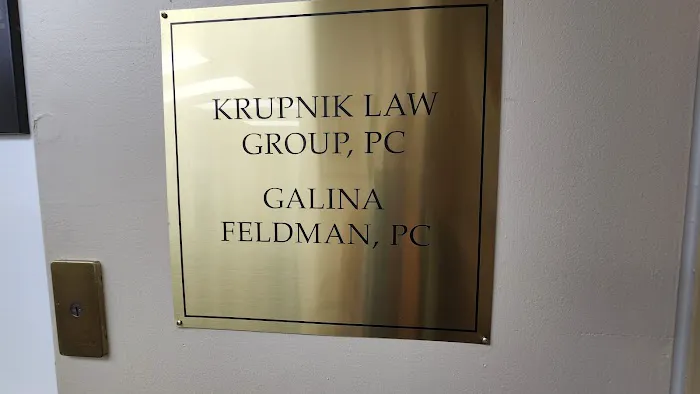 KRUPNIK LAW
GROUP, PC
GALINA
FELDMAN, PC